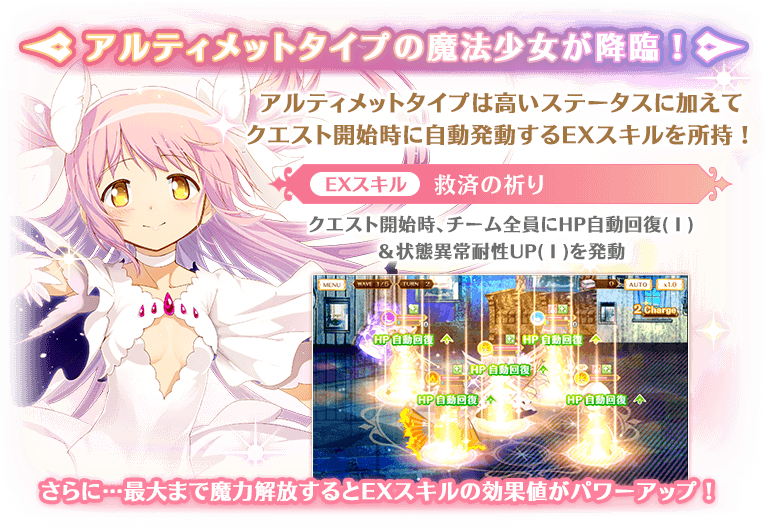 アルティメットタイプの魔法少女が降臨！
アルティメットタイプは高いステータスに加えて
クエスト開始時に自動発動するEXスキルを所持！
EXスキル 救済の祈り
クエスト開始時、チーム全員にHP自動回復(Ⅰ)
＆状態異常耐性UP(Ⅰ)を発動
MENU WAVE 1/5 TURN 2 0 AUTO x1.0
2 Charge
HP自動回復 HP自動回復
HP自動回復
HP自動回復 HP自動回復
さらに…最大まで魔力解放するとEXスキルの効果値がパワーアップ！